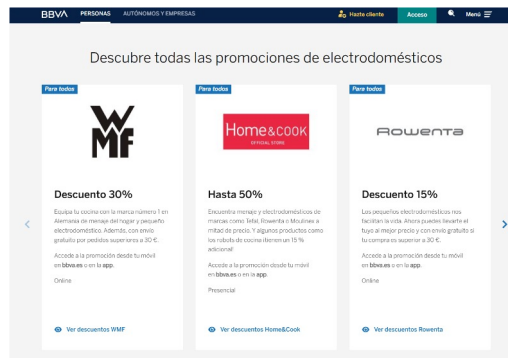 BBVA PERSONAS AUTÓNOMOS Y EMPRESAS Hazte cliente Acceso Menú
Descubre todas las promociones de electrodomésticos
Para todos
WMF
Descuento 30%
Equipa tu cocina con la marca número 1 en
Alemania de menaje del hogar y pequeño
electrodoméstico. Además, con envío
gratuito por pedidos superiores a 30 €.
Accede a la promoción desde tu móvil
en bbva.es o en la app.
Online
Ver descuentos WMF
Para todos
Home&COOK
OFFICIAL STORE
Hasta 50%
Encuentra menaje y electrodomésticos de
marcas como Tefal, Rowenta o Moulinex a
mitad de precio. Y algunos productos como
los robots de cocina ¡tienen un 15 %
adicional!
Accede a la promoción desde tu móvil
en bbva.es o en la app.
Presencial
Ver descuentos Home&Cook
Para todos
Rowenta
Descuento 15%
Los pequeños electrodomésticos nos
facilitan la vida. Ahora puedes llevarte el
tuyo al mejor precio y con envío gratuito si
tu compra es superior a 30 €.
Accede a la promoción desde tu móvil
en bbva.es o en la app.
Online
Ver descuentos Rowenta